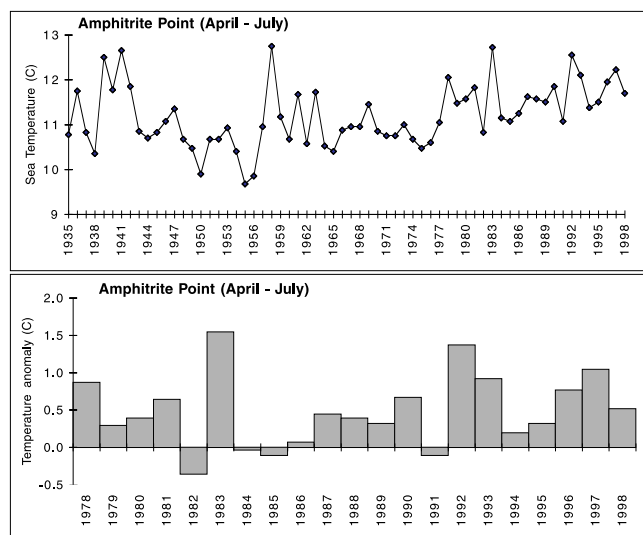 Amphitrite Point (April - July)
13
12
11
10
9
Sea Temperature (C)
1935 1938 1941 1944 1947 1950 1953 1956 1959 1962 1965 1968 1971 1974 1977 1980 1983 1986 1989 1992 1995 1998
Amphitrite Point (April - July)
2.0
1.5
1.0
0.5
0.0
-0.5
Temperature anomaly (C)
1978 1979 1980 1981 1982 1983 1984 1985 1986 1987 1988 1989 1990 1991 1992 1993 1994 1995 1996 1997 1998